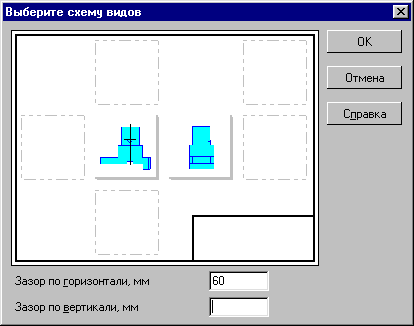 Выберите схему видов
OK
Отмена
Справка
Зазор по горизонтали, мм 60
Зазор по вертикали, мм